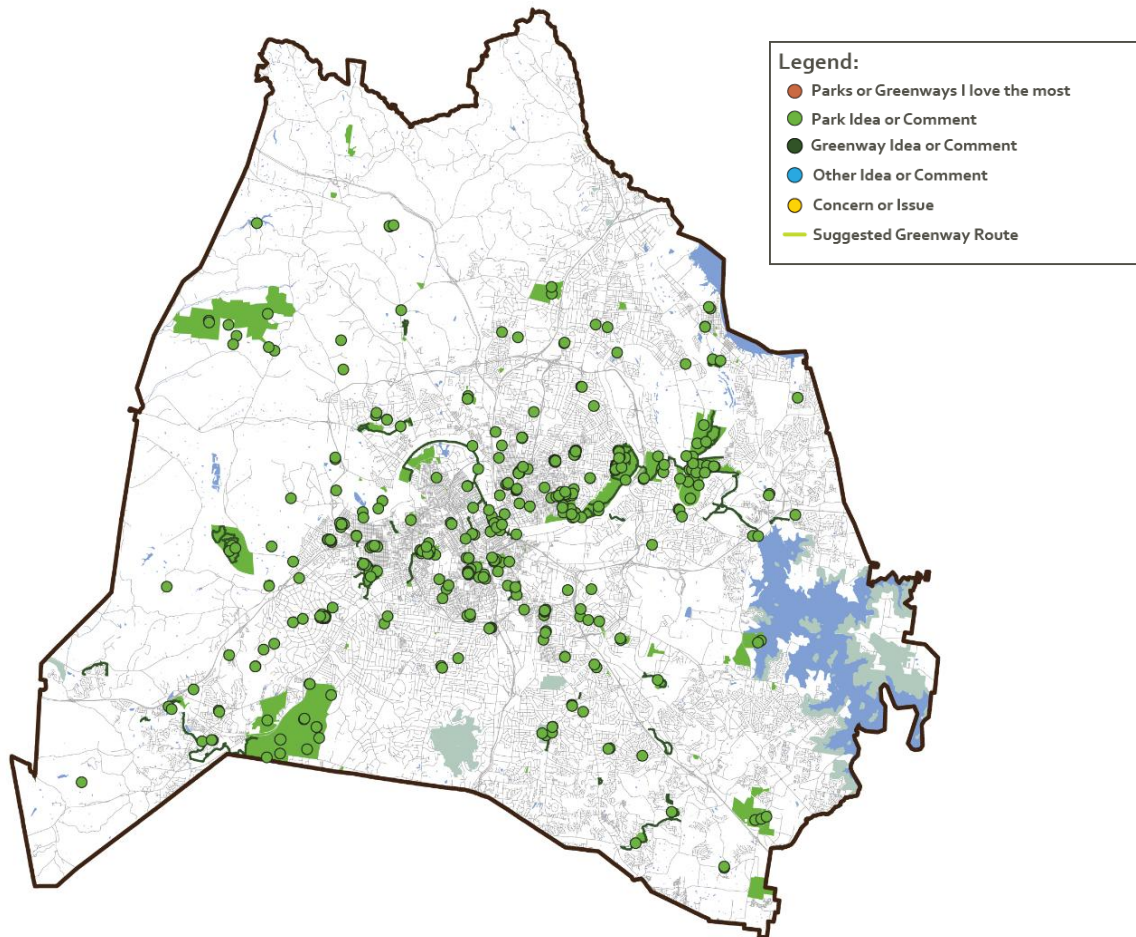 Legend:
Parks or Greenways I love the most
Park Idea or Comment
Greenway Idea or Comment
Other Idea or Comment
Concern or Issue
Suggested Greenway Route